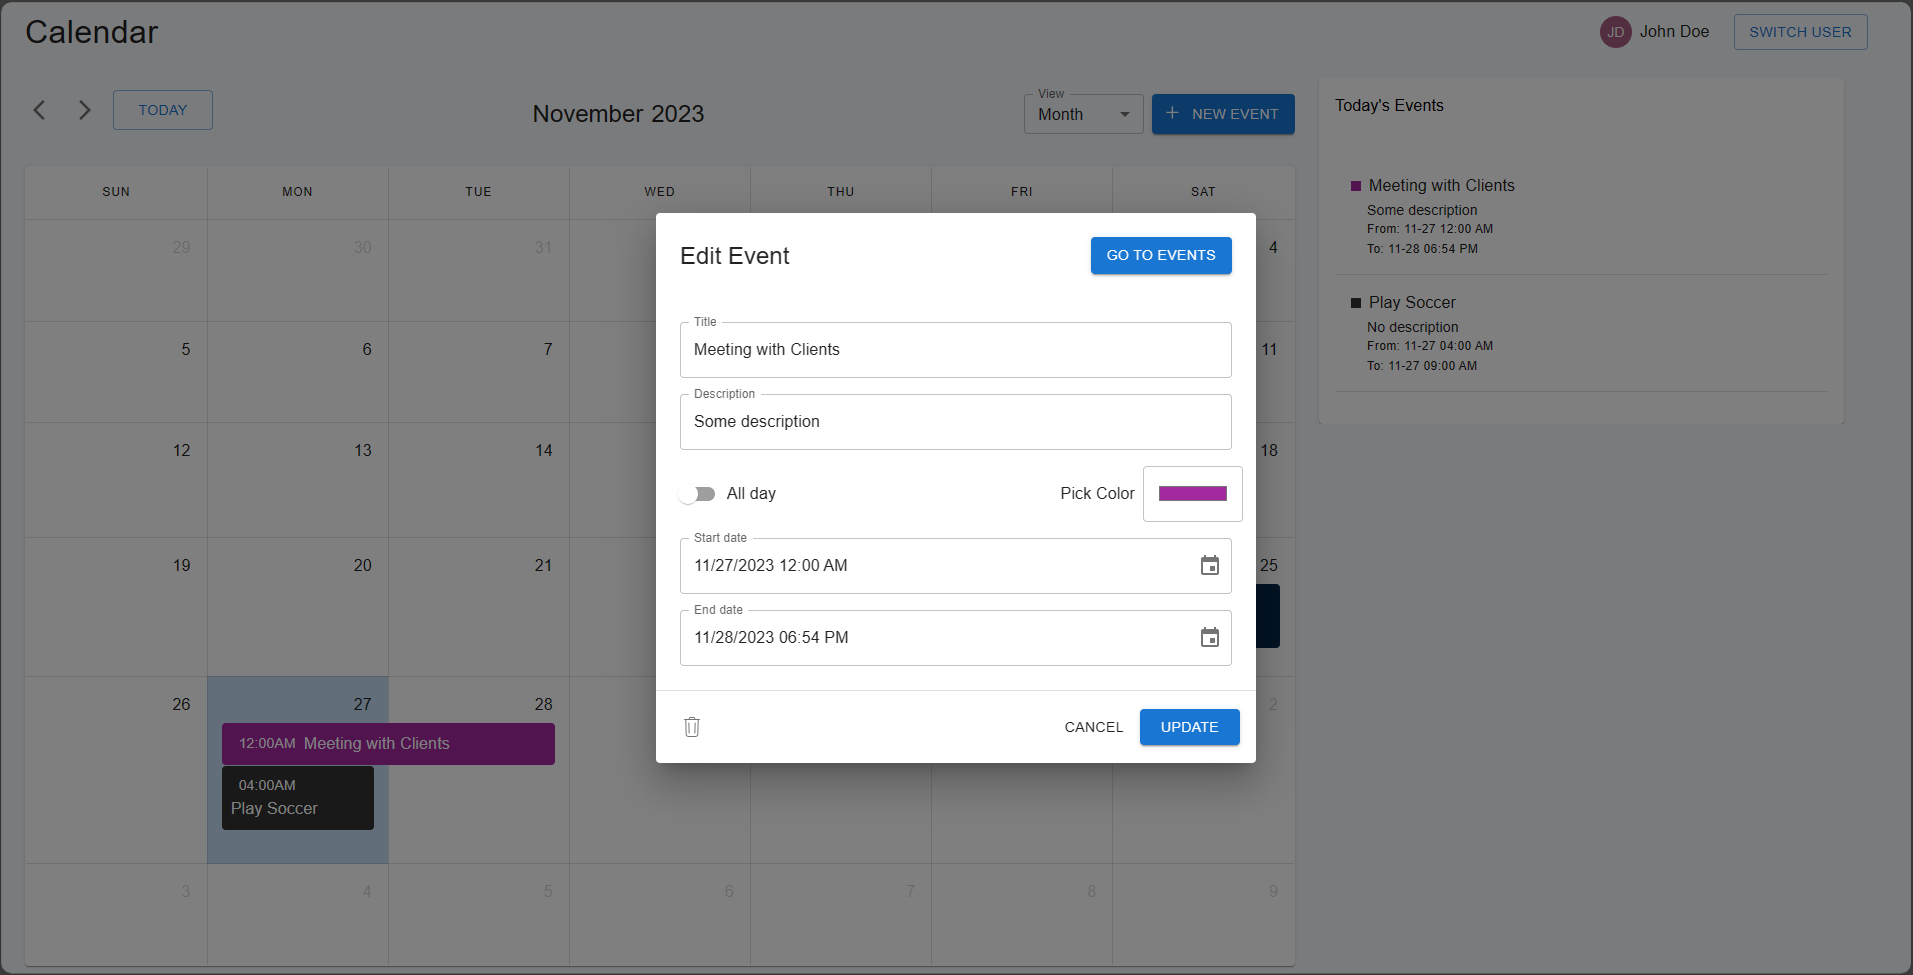 Calendar
JD John Doe SWITCH USER
TODAY
November 2023
View
Month
NEW EVENT
SUN MON TUE WED THU FRI SAT
29 30 31 4
5 6 7 11
12 13 14 18
19 20 21 25
26 27 28 2
12:00AM Meeting with Clients
04:00AM
Play Soccer
3 4 5 6 7 8 9
Today's Events
Meeting with Clients
Some description
From: 11-27 12:00 AM
To: 11-28 06:54 PM
Play Soccer
No description
From: 11-27 04:00 AM
To: 11-27 09:00 AM
Edit Event
GO TO EVENTS
Title
Meeting with Clients
Description
Some description
All day
Pick Color
Start date
11/27/2023 12:00 AM
End date
11/28/2023 06:54 PM
CANCEL
UPDATE